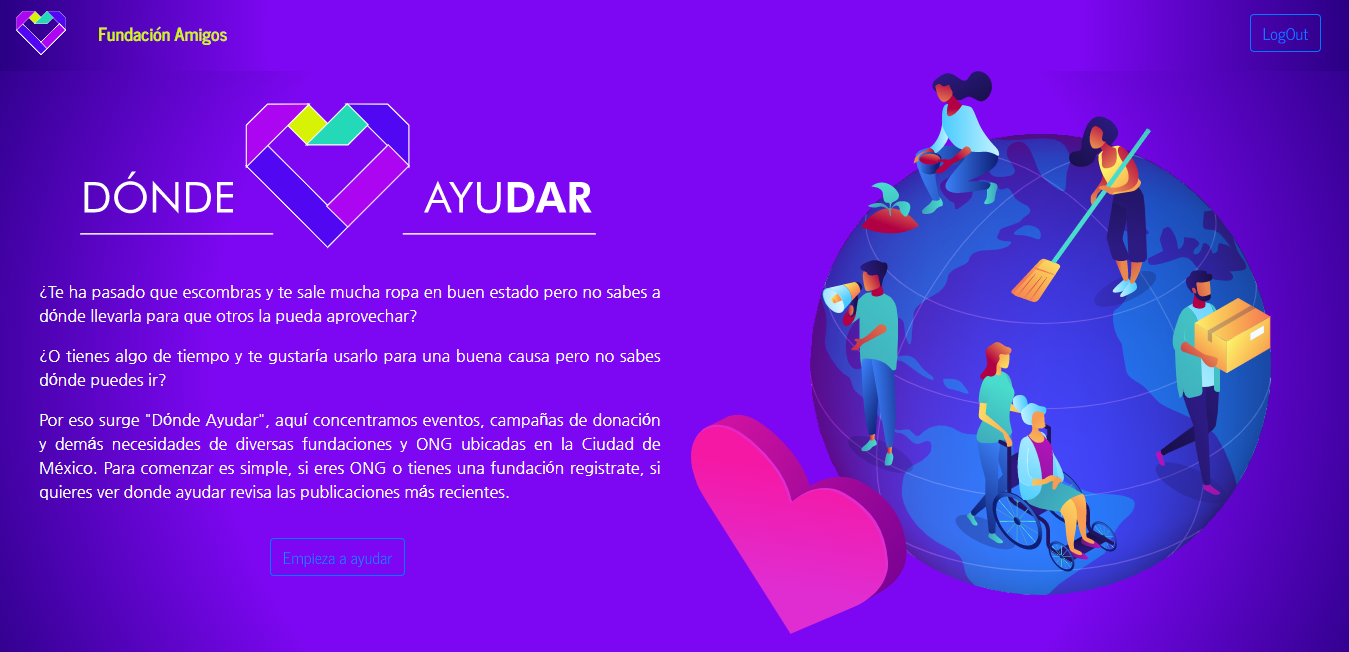 Fundación Amigos
LogOut
DÓNDE AYUDAR
¿Te ha pasado que escombras y te sale mucha ropa en buen estado pero no sabes a
dónde llevarla para que otros la pueda aprovechar?
¿O tienes algo de tiempo y te gustaría usarlo para una buena causa pero no sabes
dónde puedes ir?
Por eso surge "Dónde Ayudar", aquí concentramos eventos, campañas de donación
y demás necesidades de diversas fundaciones y ONG ubicadas en la Ciudad de
México. Para comenzar es simple, si eres ONG o tienes una fundación registrate, si
quieres ver donde ayudar revisa las publicaciones más recientes.
Empieza a ayudar